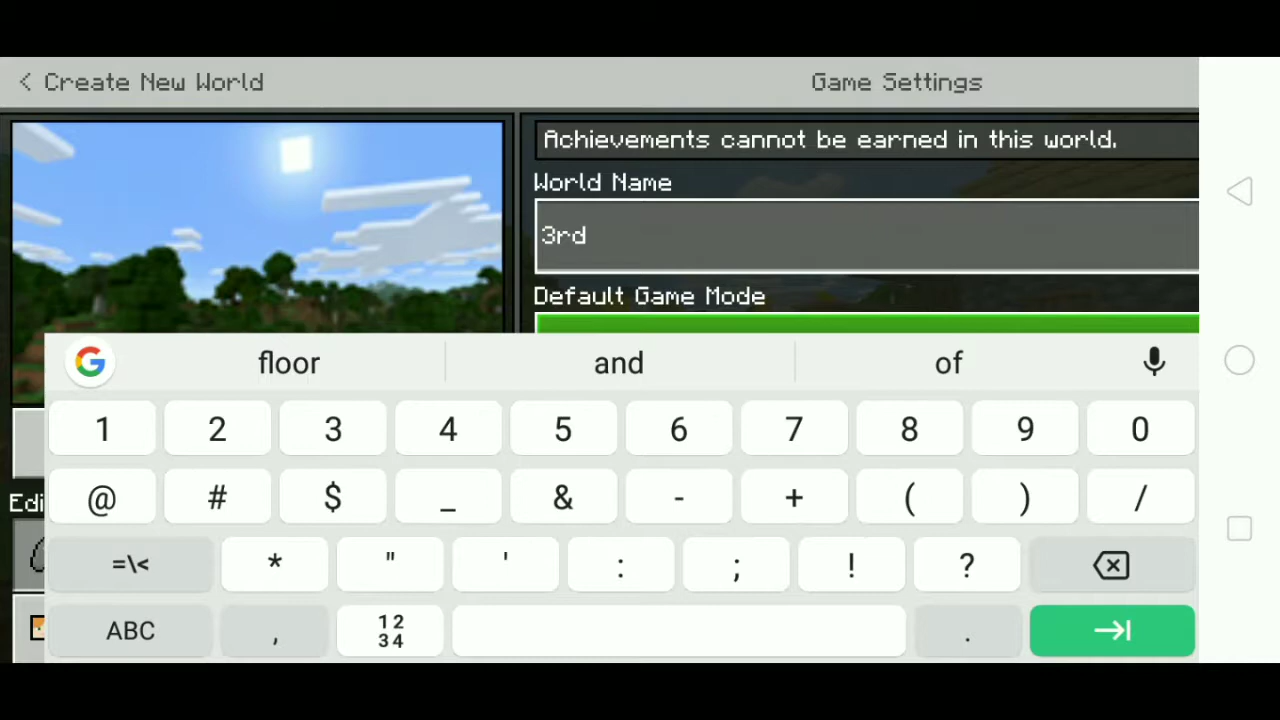 < Create New World
Game Settings
Achievements cannot be earned in this world.
World Name
3rd
Default Game Mode
Edi
floor and of
1 2 3 4 5 6 7 8 9 0
@ # $ _ & - + ( ) /
=\< * " ' : ; ! ?
ABC , 12 .
34